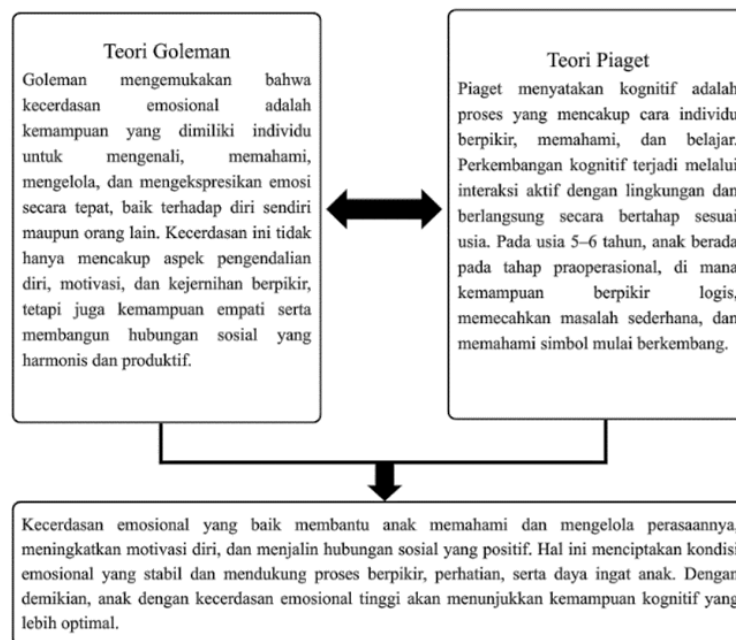 Teori Goleman
Goleman mengemukakan bahwa
kecerdasan emosional adalah
kemampuan yang dimiliki individu
untuk mengenali, memahami,
mengelola, dan mengekspresikan emosi
secara tepat, baik terhadap diri sendiri
maupun orang lain. Kecerdasan ini tidak
hanya mencakup aspek pengendalian
diri, motivasi, dan kejernihan berpikir,
tetapi juga kemampuan empati serta
membangun hubungan sosial yang
harmonis dan produktif.
Teori Piaget
Piaget menyatakan kognitif adalah
proses yang mencakup cara individu
berpikir, memahami, dan belajar.
Perkembangan kognitif terjadi melalui
interaksi aktif dengan lingkungan dan
berlangsung secara bertahap sesuai
usia. Pada usia 5–6 tahun, anak berada
pada tahap praoperasional, di mana
kemampuan berpikir logis,
memecahkan masalah sederhana, dan
memahami simbol mulai berkembang.
Kecerdasan emosional yang baik membantu anak memahami dan mengelola perasaannya,
meningkatkan motivasi diri, dan menjalin hubungan sosial yang positif. Hal ini menciptakan kondisi
emosional yang stabil dan mendukung proses berpikir, perhatian, serta daya ingat anak. Dengan
demikian, anak dengan kecerdasan emosional tinggi akan menunjukkan kemampuan kognitif yang
lebih optimal.